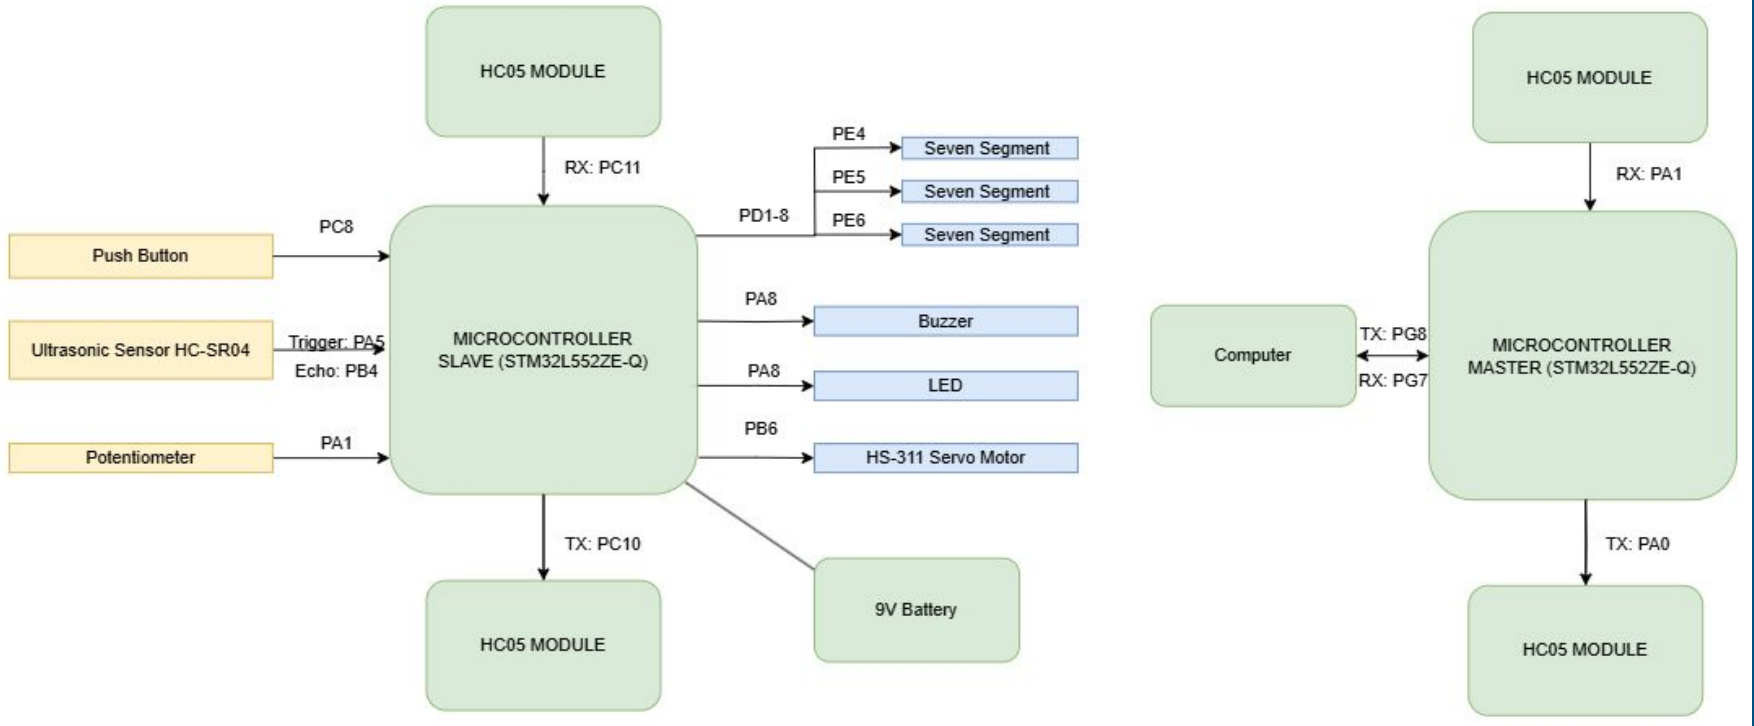 HC05 MODULE
RX: PC11
PC8
Push Button
Trigger: PA5
Ultrasonic Sensor HC-SR04
Echo: PB4
PA1
Potentiometer
MICROCONTROLLER
SLAVE (STM32L552ZE-Q)
PD1-8
PE4
Seven Segment
PE5
Seven Segment
PE6
Seven Segment
PA8
Buzzer
PA8
LED
PB6
HS-311 Servo Motor
TX: PC10
HC05 MODULE
9V Battery
HC05 MODULE
RX: PA1
Computer
TX: PG8
RX: PG7
MICROCONTROLLER
MASTER (STM32L552ZE-Q)
TX: PA0
HC05 MODULE